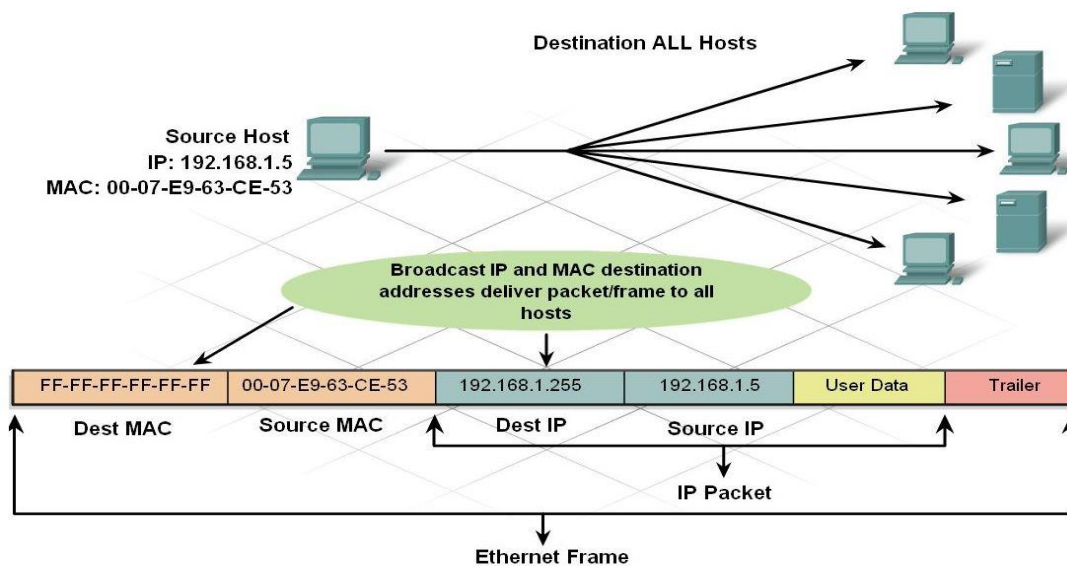 Destination ALL Hosts
Source Host
IP: 192.168.1.5
MAC: 00-07-E9-63-CE-53
Broadcast IP and MAC destination
addresses deliver packet/frame to all
hosts
FF-FF-FF-FF-FF-FF 00-07-E9-63-CE-53 192.168.1.255 192.168.1.5 User Data Trailer
Dest MAC Source MAC Dest IP Source IP
IP Packet
Ethernet Frame